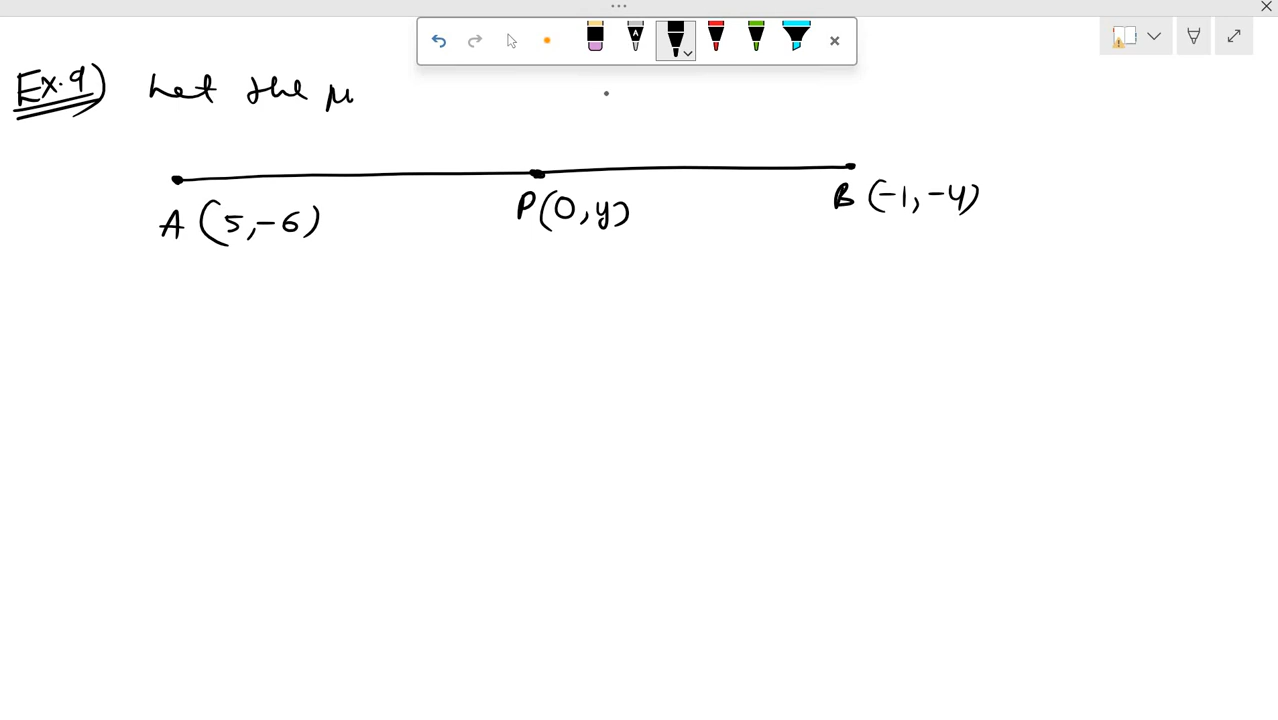 Ex.9) Let the
A (5,-6) P(0,y) B (-1,-4)